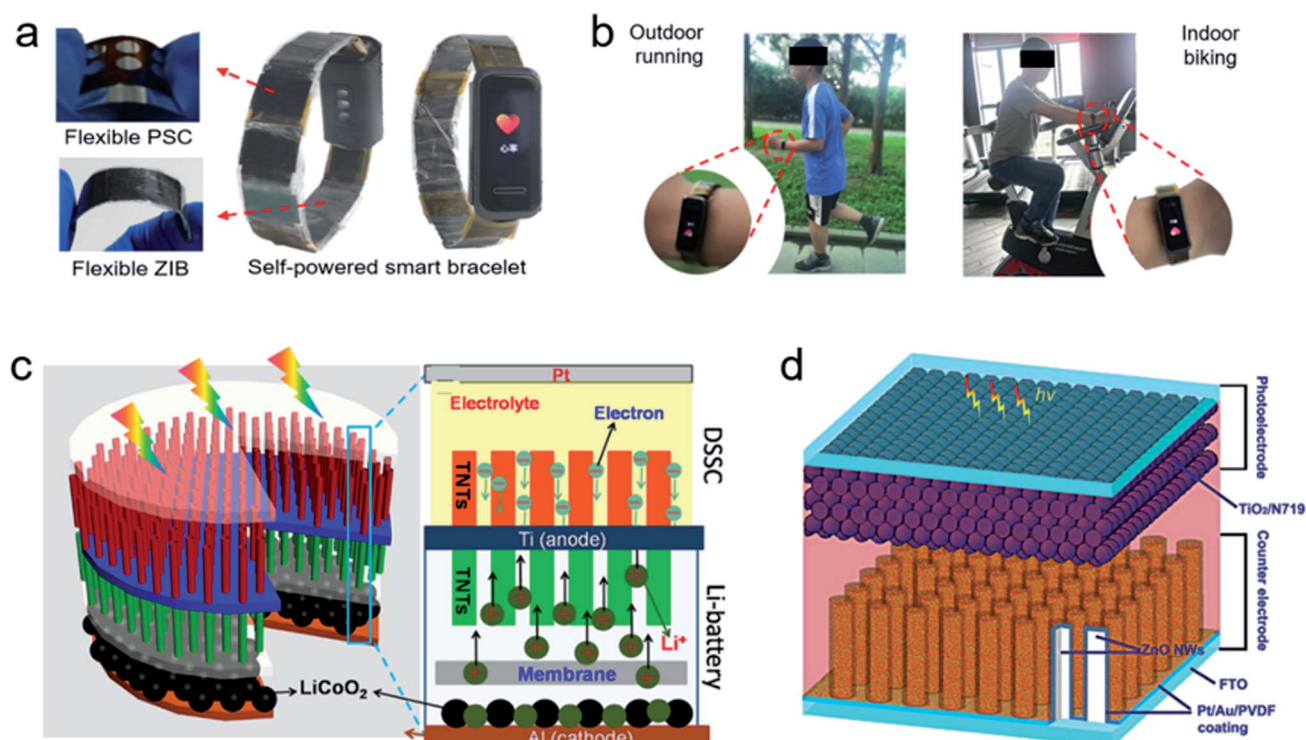 a
Flexible PSC
Flexible ZIB
心率
Self-powered smart bracelet
b
Outdoor
running
Indoor
biking
c
LiCoO₂
Pt
Electrolyte
Electron
TNTs
Ti (anode)
TNTs
Li⁺
Membrane
Al (cathode)
DSSC
Li-battery
d
hv
Photoelectrode
TiO₂/N719
Counter electrode
ZnO NWs
FTO
Pt/Au/PVDF
coating